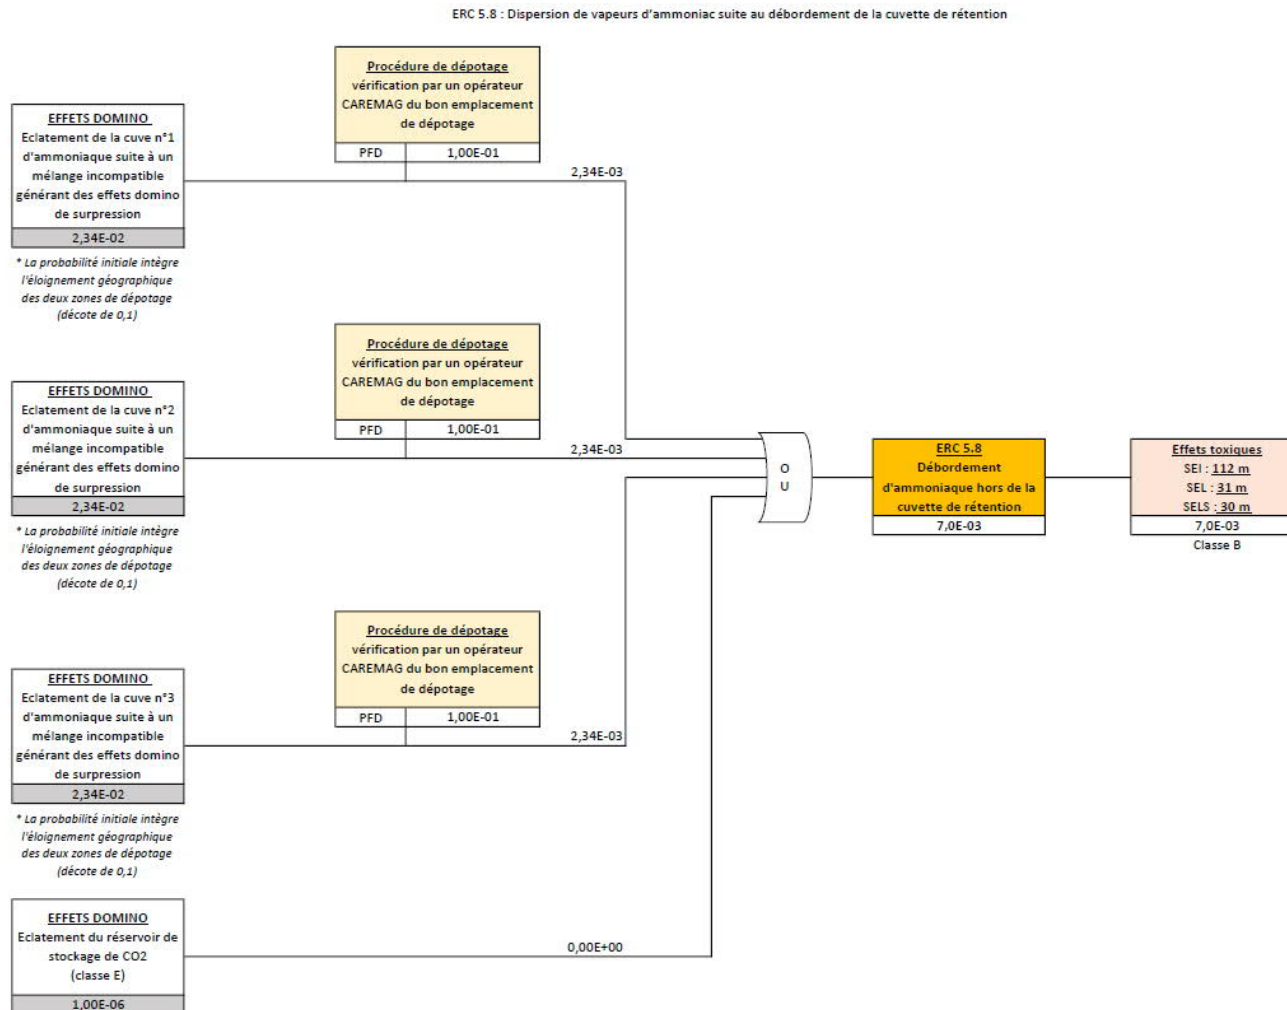 ERC 5.8 : Dispersion de vapeurs d'ammoniac suite au débordement de la cuvette de rétention
EFFETS DOMINO
Eclatement de la cuve n°1
d'ammoniaque suite à un
mélange incompatible
générant des effets domino
de surpression
2,34E-02
* La probabilité initiale intègre
l'éloignement géographique
des deux zones de dépotage
(décote de 0,1)
Procédure de dépotage
vérification par un opérateur
CAREMAG du bon emplacement
de dépotage
PFD 1,00E-01
2,34E-03
EFFETS DOMINO
Eclatement de la cuve n°2
d'ammoniaque suite à un
mélange incompatible
générant des effets domino
de surpression
2,34E-02
* La probabilité initiale intègre
l'éloignement géographique
des deux zones de dépotage
(décote de 0,1)
Procédure de dépotage
vérification par un opérateur
CAREMAG du bon emplacement
de dépotage
PFD 1,00E-01
2,34E-03
EFFETS DOMINO
Eclatement de la cuve n°3
d'ammoniaque suite à un
mélange incompatible
générant des effets domino
de surpression
2,34E-02
* La probabilité initiale intègre
l'éloignement géographique
des deux zones de dépotage
(décote de 0,1)
Procédure de dépotage
vérification par un opérateur
CAREMAG du bon emplacement
de dépotage
PFD 1,00E-01
2,34E-03
EFFETS DOMINO
Eclatement du réservoir de
stockage de CO2
(classe E)
1,00E-06
0,00E+00
O
U
ERC 5.8
Débordement
d'ammoniaque hors de la
cuvette de rétention
7,0E-03
Effets toxiques
SEI : 112 m
SEL : 31 m
SELS : 30 m
7,0E-03
Classe B